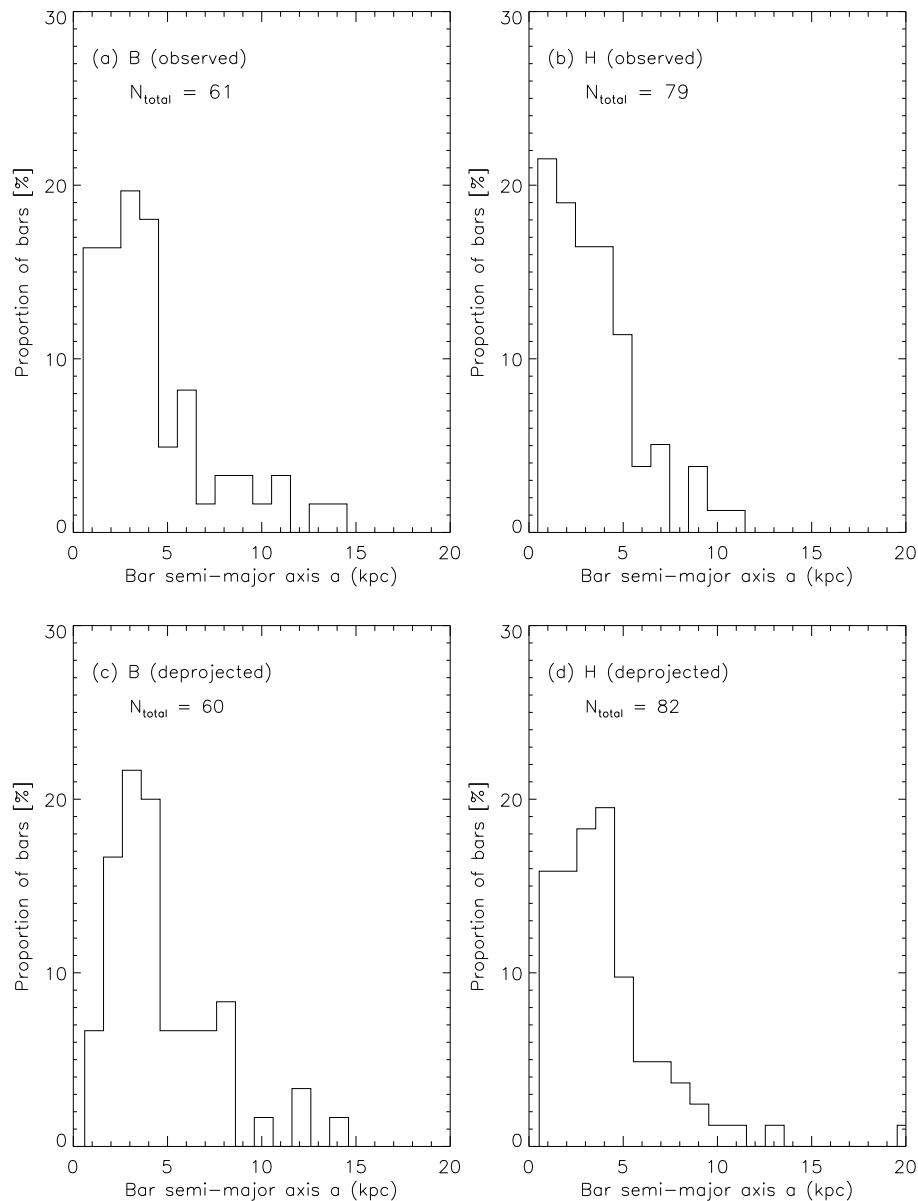 30
20
10
0
Proportion of bars [%]
(a) B (observed)
N_total = 61
0 5 10 15 20
Bar semi-major axis a (kpc)
30
20
10
0
Proportion of bars [%]
(b) H (observed)
N_total = 79
0 5 10 15 20
Bar semi-major axis a (kpc)
30
20
10
0
Proportion of bars [%]
(c) B (deprojected)
N_total = 60
0 5 10 15 20
Bar semi-major axis a (kpc)
30
20
10
0
Proportion of bars [%]
(d) H (deprojected)
N_total = 82
0 5 10 15 20
Bar semi-major axis a (kpc)